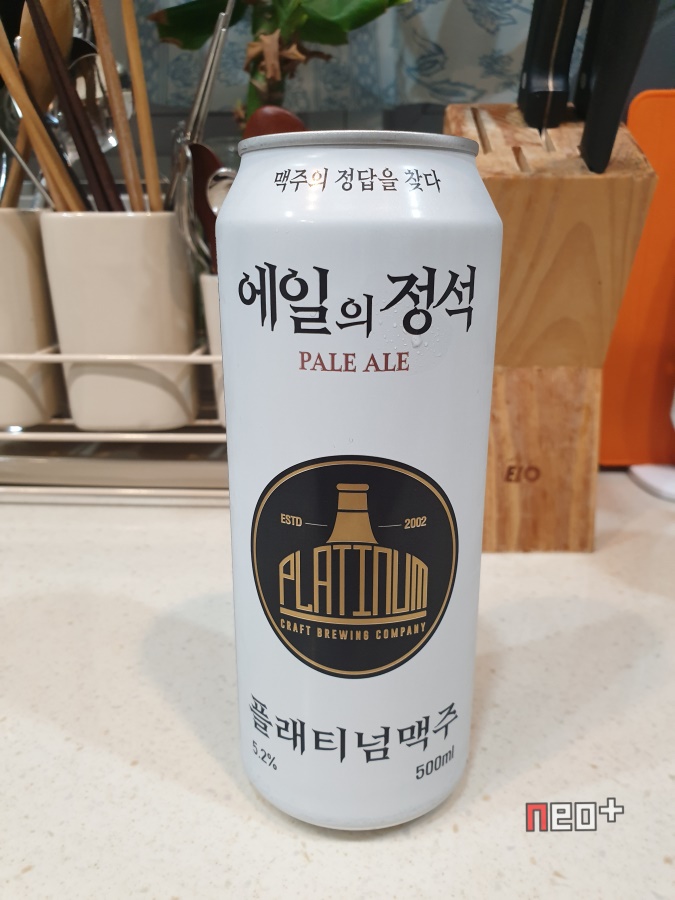 맥주의 정답을 찾다
에일의 정석
PALE ALE
ESTD 2002
PLATINUM
CRAFT BREWING COMPANY
플래티넘맥주
5.2% 500ml
neo+